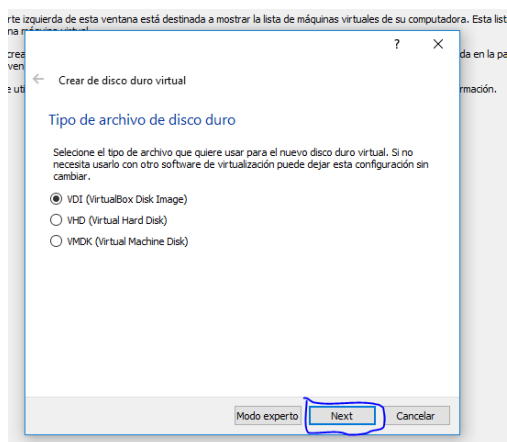 rte izquierda de esta ventana está destinada a mostrar la lista de máquinas virtuales de su computadora. Esta list
na máquina virtual
? ×
crea
da en la pa
ven
← Crear de disco duro virtual
e uti
rmación.
Tipo de archivo de disco duro
Selecione el tipo de archivo que quiere usar para el nuevo disco duro virtual. Si no
necesita usarlo con otro software de virtualización puede dejar esta configuración sin
cambiar.
VDI (VirtualBox Disk Image)
VHD (Virtual Hard Disk)
VMDK (Virtual Machine Disk)
Modo experto Next Cancelar